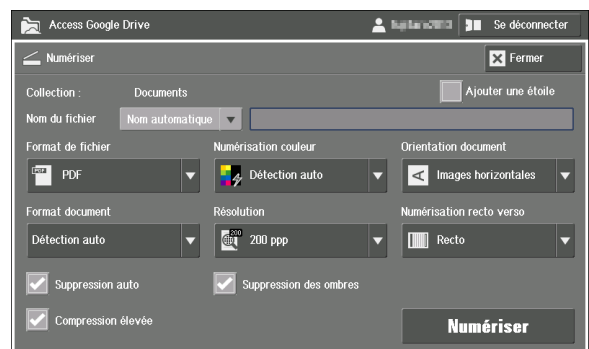 Access Google Drive
Se déconnecter
Numériser
Fermer
Collection : Documents
Ajouter une étoile
Nom du fichier Nom automatique
Format de fichier Numérisation couleur Orientation document
PDF PDF Détection auto Images horizontales
Format document Résolution Numérisation recto verso
Détection auto 200 200 ppp Recto
Suppression auto Suppression des ombres
Compression élevée
Numériser